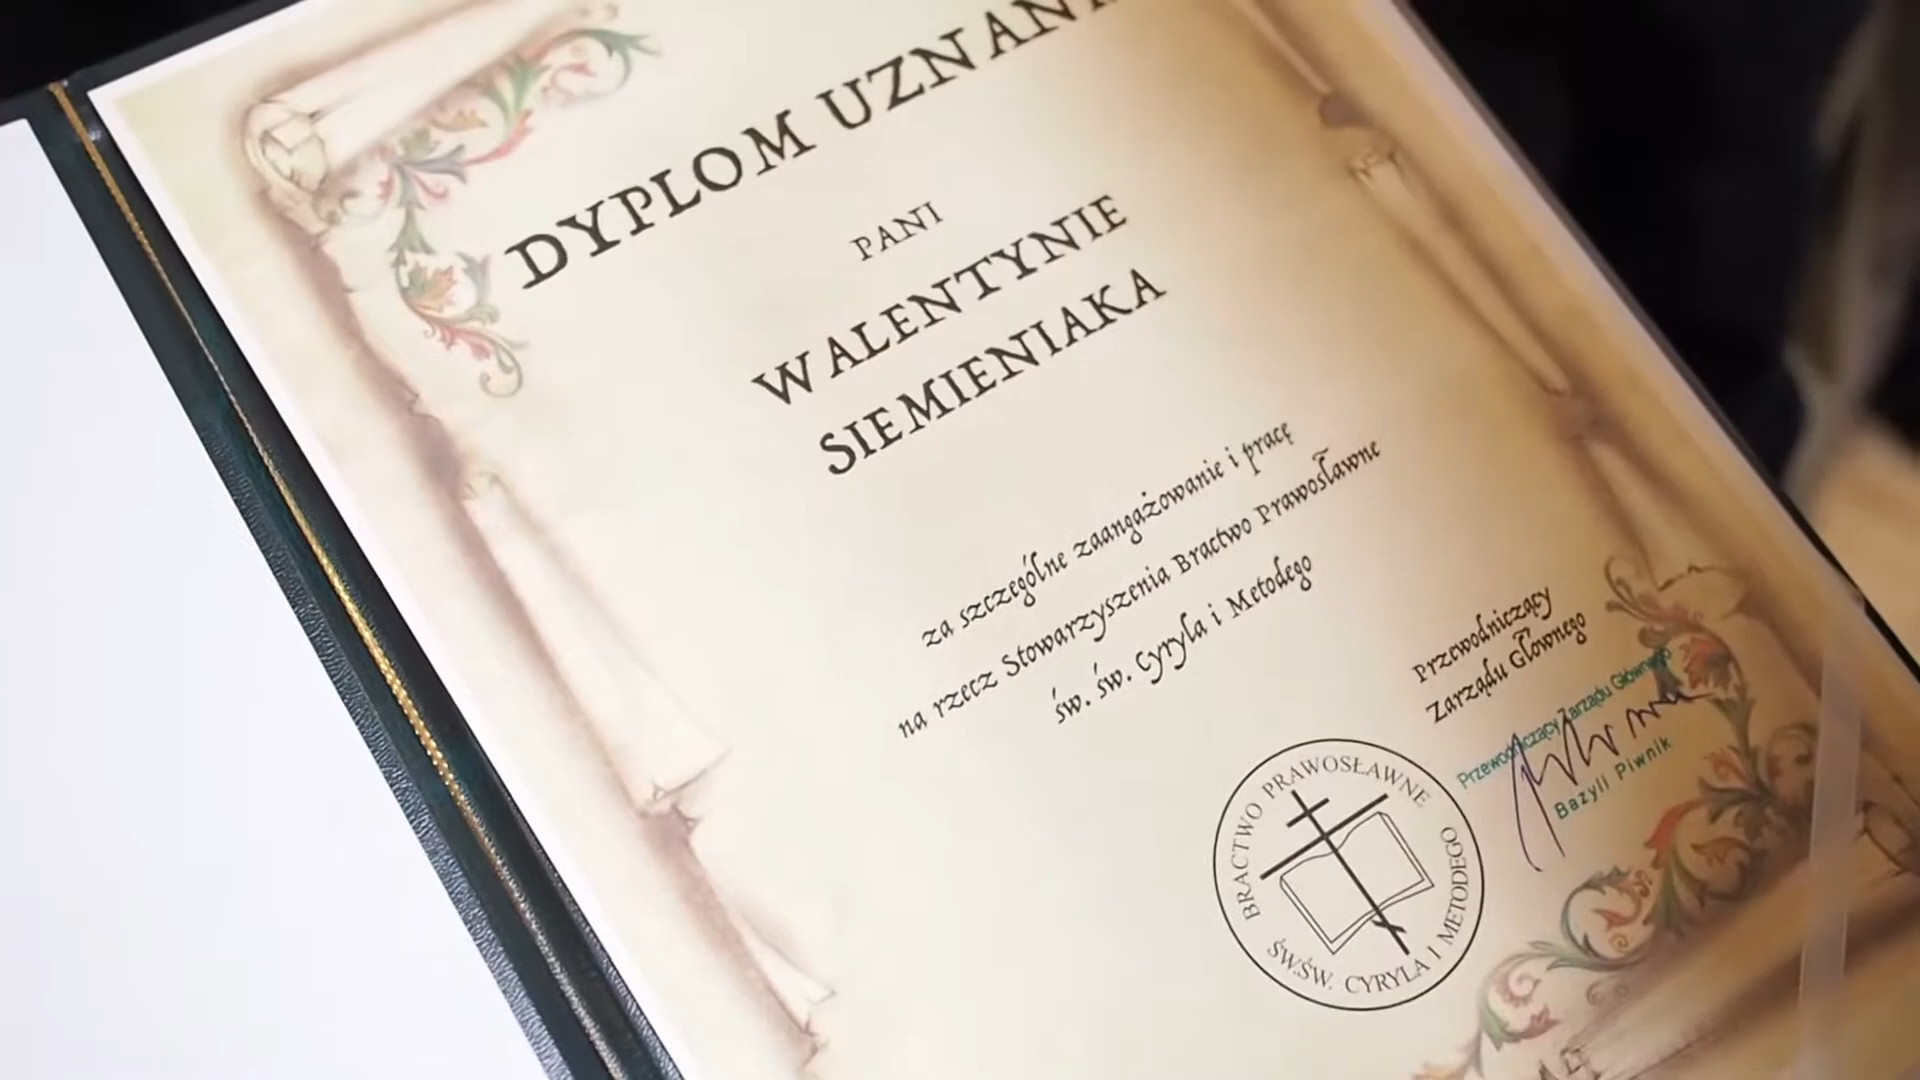 DYPLOM UZNAN
PANI
WALENTYNIE
SIEMIENIAKA
za szczególne zaangażowanie i pracę
na rzecz Stowarzyszenia Bractwo Prawosławne
św. św. Cyryla i Metodego
Przewodniczący
Zarządu Głównego
Przewodniczący Zarządu Głównego
Bazyli Piwnik
BRACTWO PRAWOSŁAWNE
ŚW.ŚW. CYRYLA I METODEGO